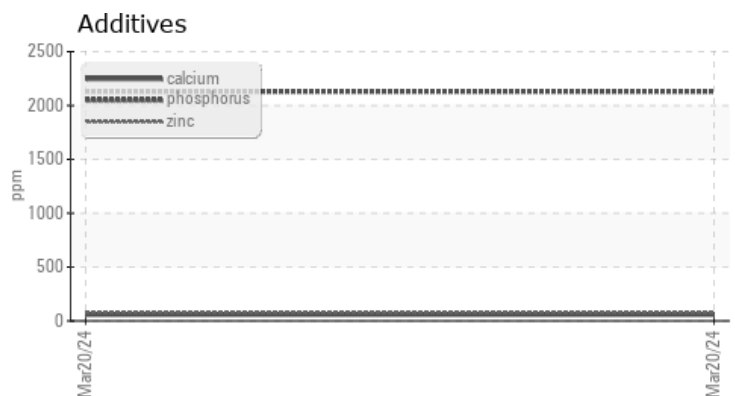 Additives
2500
2000
1500
1000
500
0
ppm
calcium
phosphorus
zinc
Mar20/24
Mar20/24